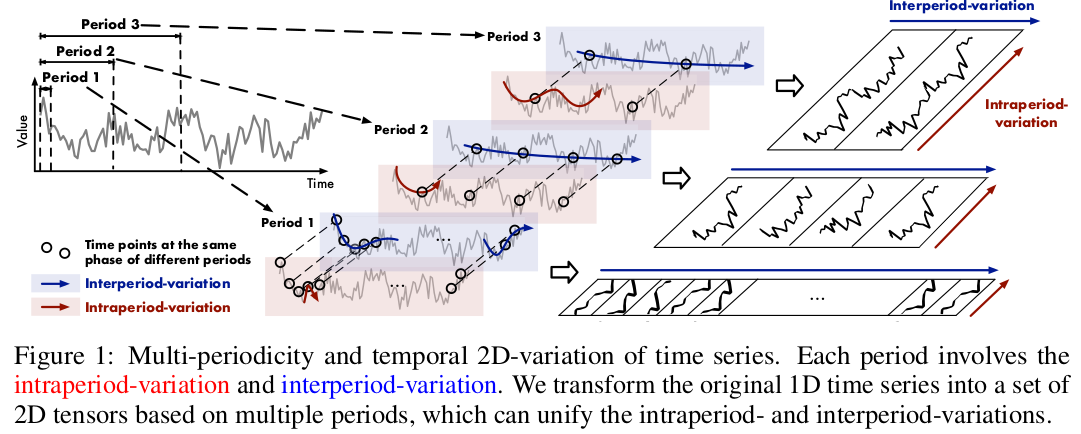 Interperiod-variation
Period 3
Period 3
Period 2
Period 1
Intraperiod-
variation
Value
Period 2
Time
Period 1
Time points at the same
phase of different periods
Interperiod-variation
Intraperiod-variation
...
...
...
Figure 1: Multi-periodicity and temporal 2D-variation of time series. Each period involves the
intraperiod-variation and interperiod-variation. We transform the original 1D time series into a set of
2D tensors based on multiple periods, which can unify the intraperiod- and interperiod-variations.